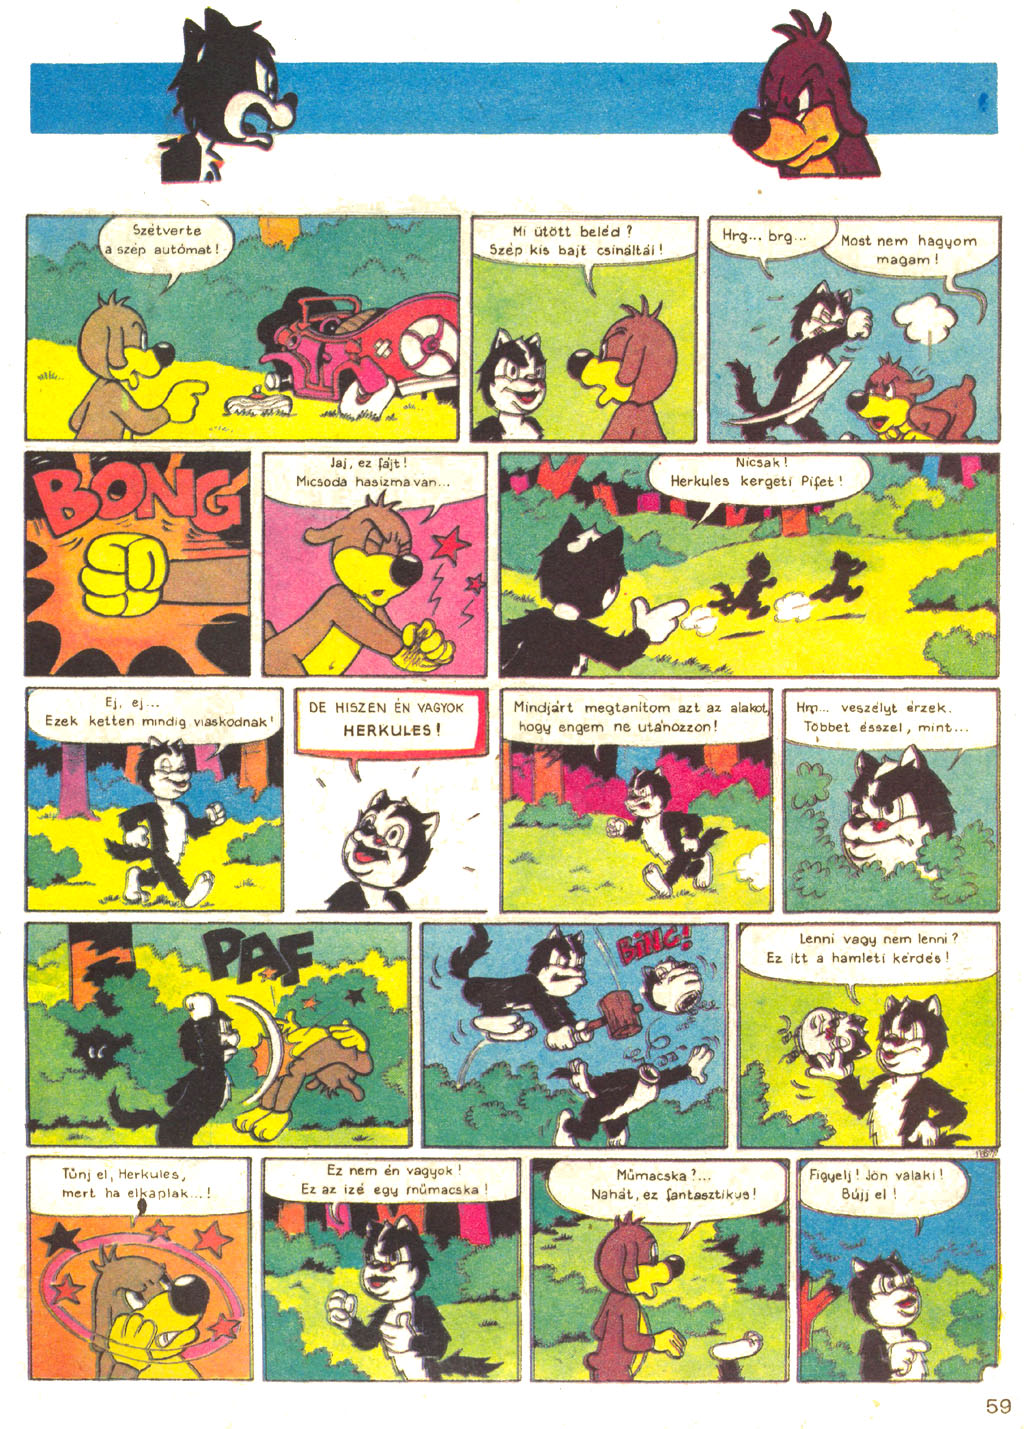 Szétverte
a szép autómat!
Mi ütött beléd?
Szép kis bajt csináltál!
Hrg... brg...
Most nem hagyom
magam!
BONG
Jaj, ez fájt!
Micsoda hasizma van...
Nicsak!
Herkules kergeti Pifet!
Ej, ej...
Ezek ketten mindig viaskodnak!
DE HISZEN ÉN VAGYOK
HERKULES!
Mindjárt megtanítom azt az alakot,
hogy engem ne utánozzon!
Hm... veszélyt érzek.
Többet ésszel, mint...
PAF
BING!
Lenni vagy nem lenni?
Ez itt a hamleti kérdés!
Tűnj el, Herkules,
mert ha elkaplak...!
Ez nem én vagyok!
Ez az izé egy műmacska!
Műmacska?...
Nahát, ez fantasztikus!
Figyelj! Jön valaki!
Bújj el!
59